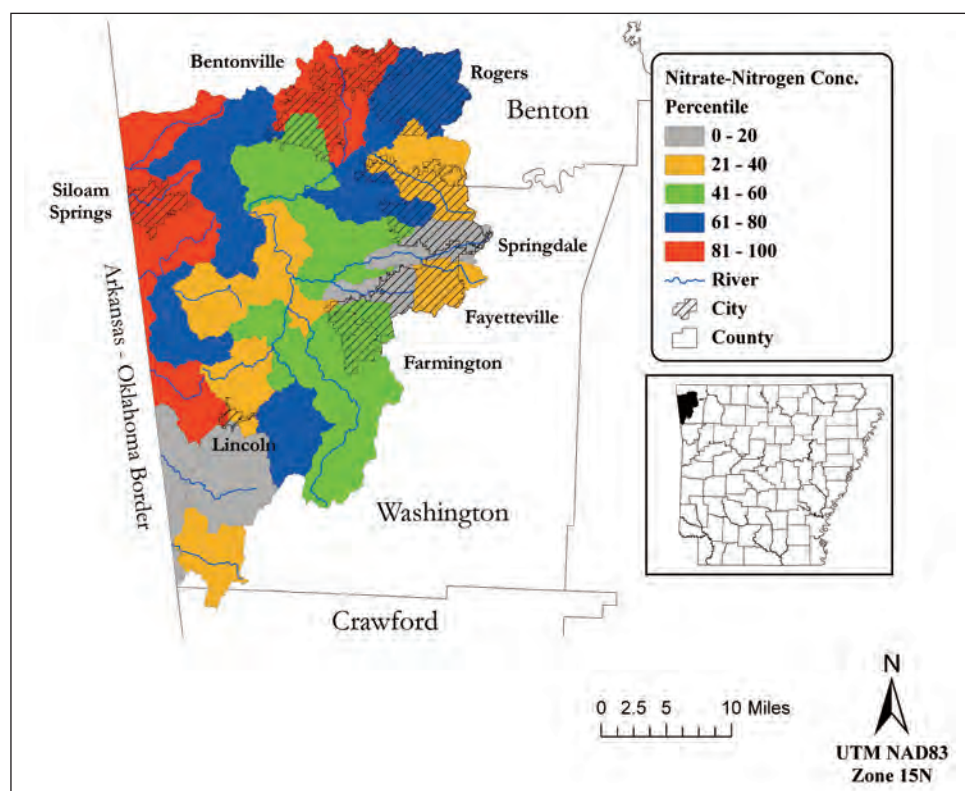 Bentonville
Rogers
Benton
Siloam
Springs
Springdale
Fayetteville
Farmington
Lincoln
Arkansas - Oklahoma Border
Washington
Crawford
Nitrate-Nitrogen Conc.
Percentile
0 - 20
21 - 40
41 - 60
61 - 80
81 - 100
River
City
County
0 2.5 5 10 Miles
N
UTM NAD83
Zone 15N